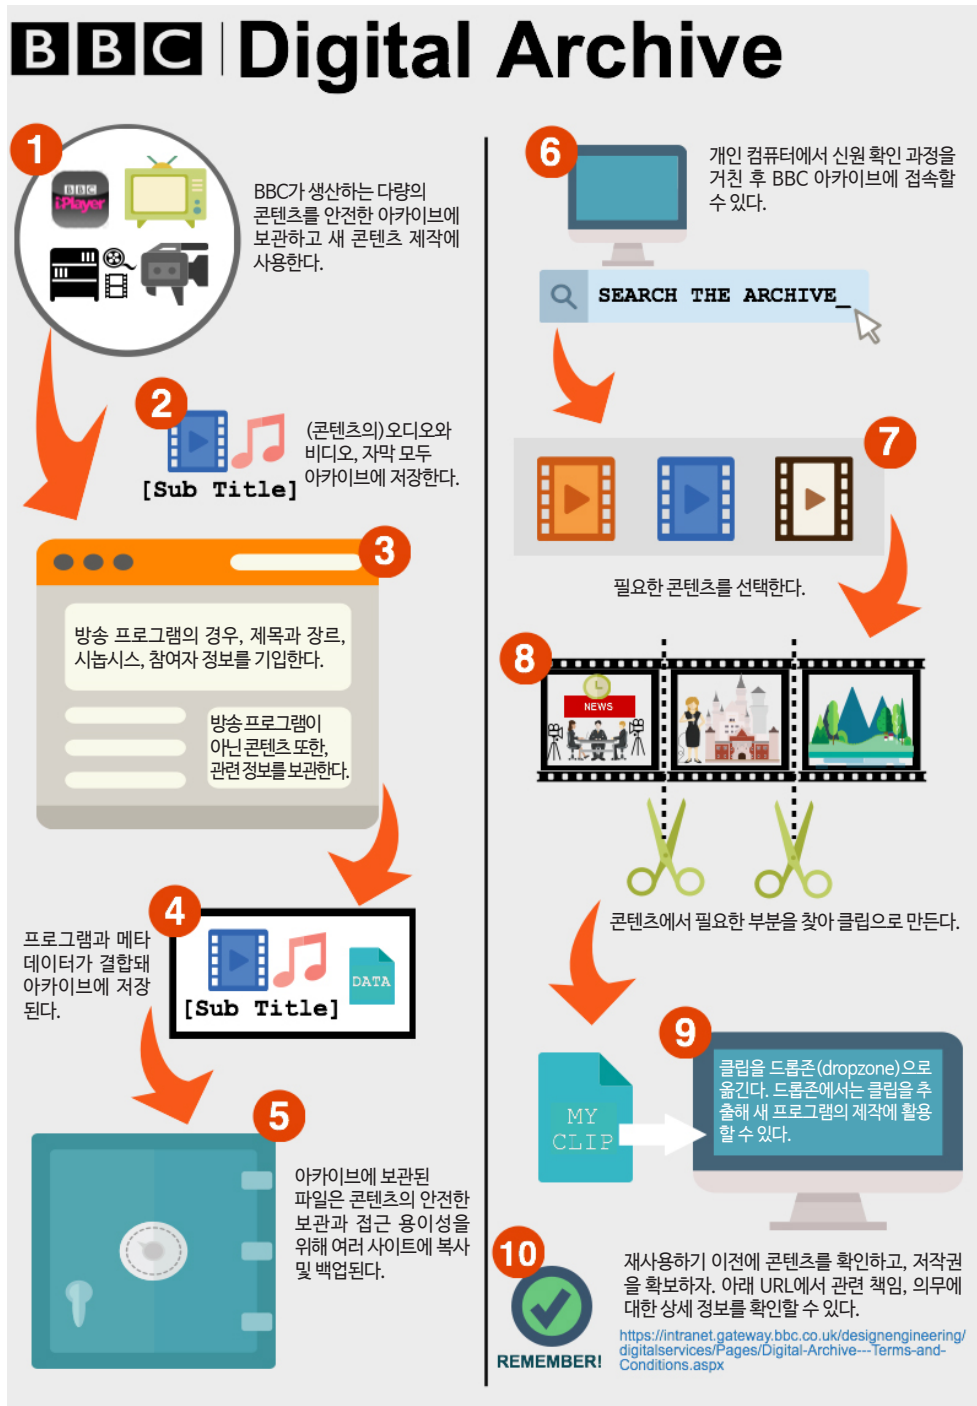 BBC Digital Archive
1
BBC
iPlayer
BBC가 생산하는 다량의
콘텐츠를 안전한 아카이브에
보관하고 새 콘텐츠 제작에
사용한다.
2
[Sub Title]
(콘텐츠의)오디오와
비디오, 자막 모두
아카이브에 저장한다.
3
방송 프로그램의 경우, 제목과 장르,
시놉시스, 참여자 정보를 기입한다.
방송 프로그램이
아닌 콘텐츠 또한,
관련 정보를 보관한다.
4
프로그램과 메타
데이터가 결합돼
아카이브에 저장
된다.
[Sub Title]
DATA
5
아카이브에 보관된
파일은 콘텐츠의 안전한
보관과 접근 용이성을
위해 여러 사이트에 복사
및 백업된다.
6
개인 컴퓨터에서 신원 확인 과정을
거친 후 BBC 아카이브에 접속할
수 있다.
SEARCH THE ARCHIVE_
7
필요한 콘텐츠를 선택한다.
8
NEWS
콘텐츠에서 필요한 부분을 찾아 클립으로 만든다.
9
MY
CLIP
클립을 드롭존(dropzone)으로
옮긴다. 드롭존에서는 클립을 추
출해 새 프로그램의 제작에 활용
할 수 있다.
10
REMEMBER!
재사용하기 이전에 콘텐츠를 확인하고, 저작권
을 확보하자. 아래 URL에서 관련 책임, 의무에
대한 상세 정보를 확인할 수 있다.
https://intranet.gateway.bbc.co.uk/designengineering/
digitalservices/Pages/Digital-Archive---Terms-and-
Conditions.aspx